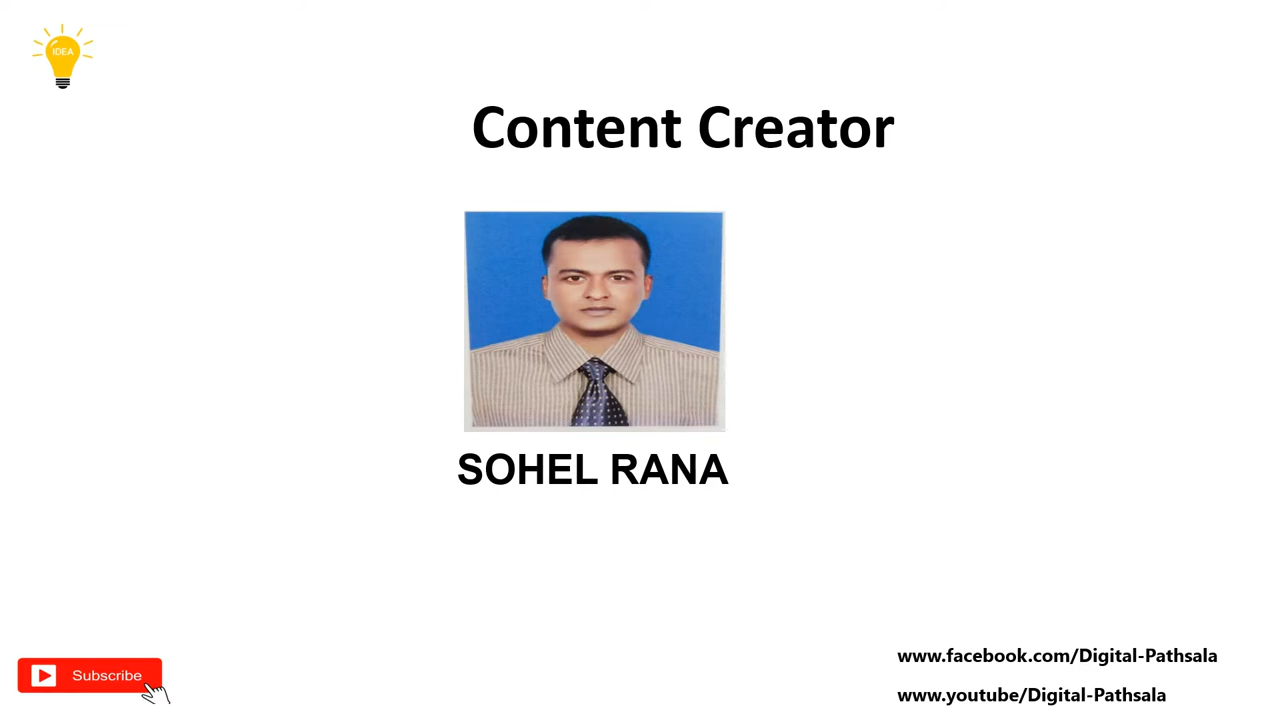 IDEA
Content Creator
SOHEL RANA
Subscribe
www.facebook.com/Digital-Pathsala
www.youtube/Digital-Pathsala